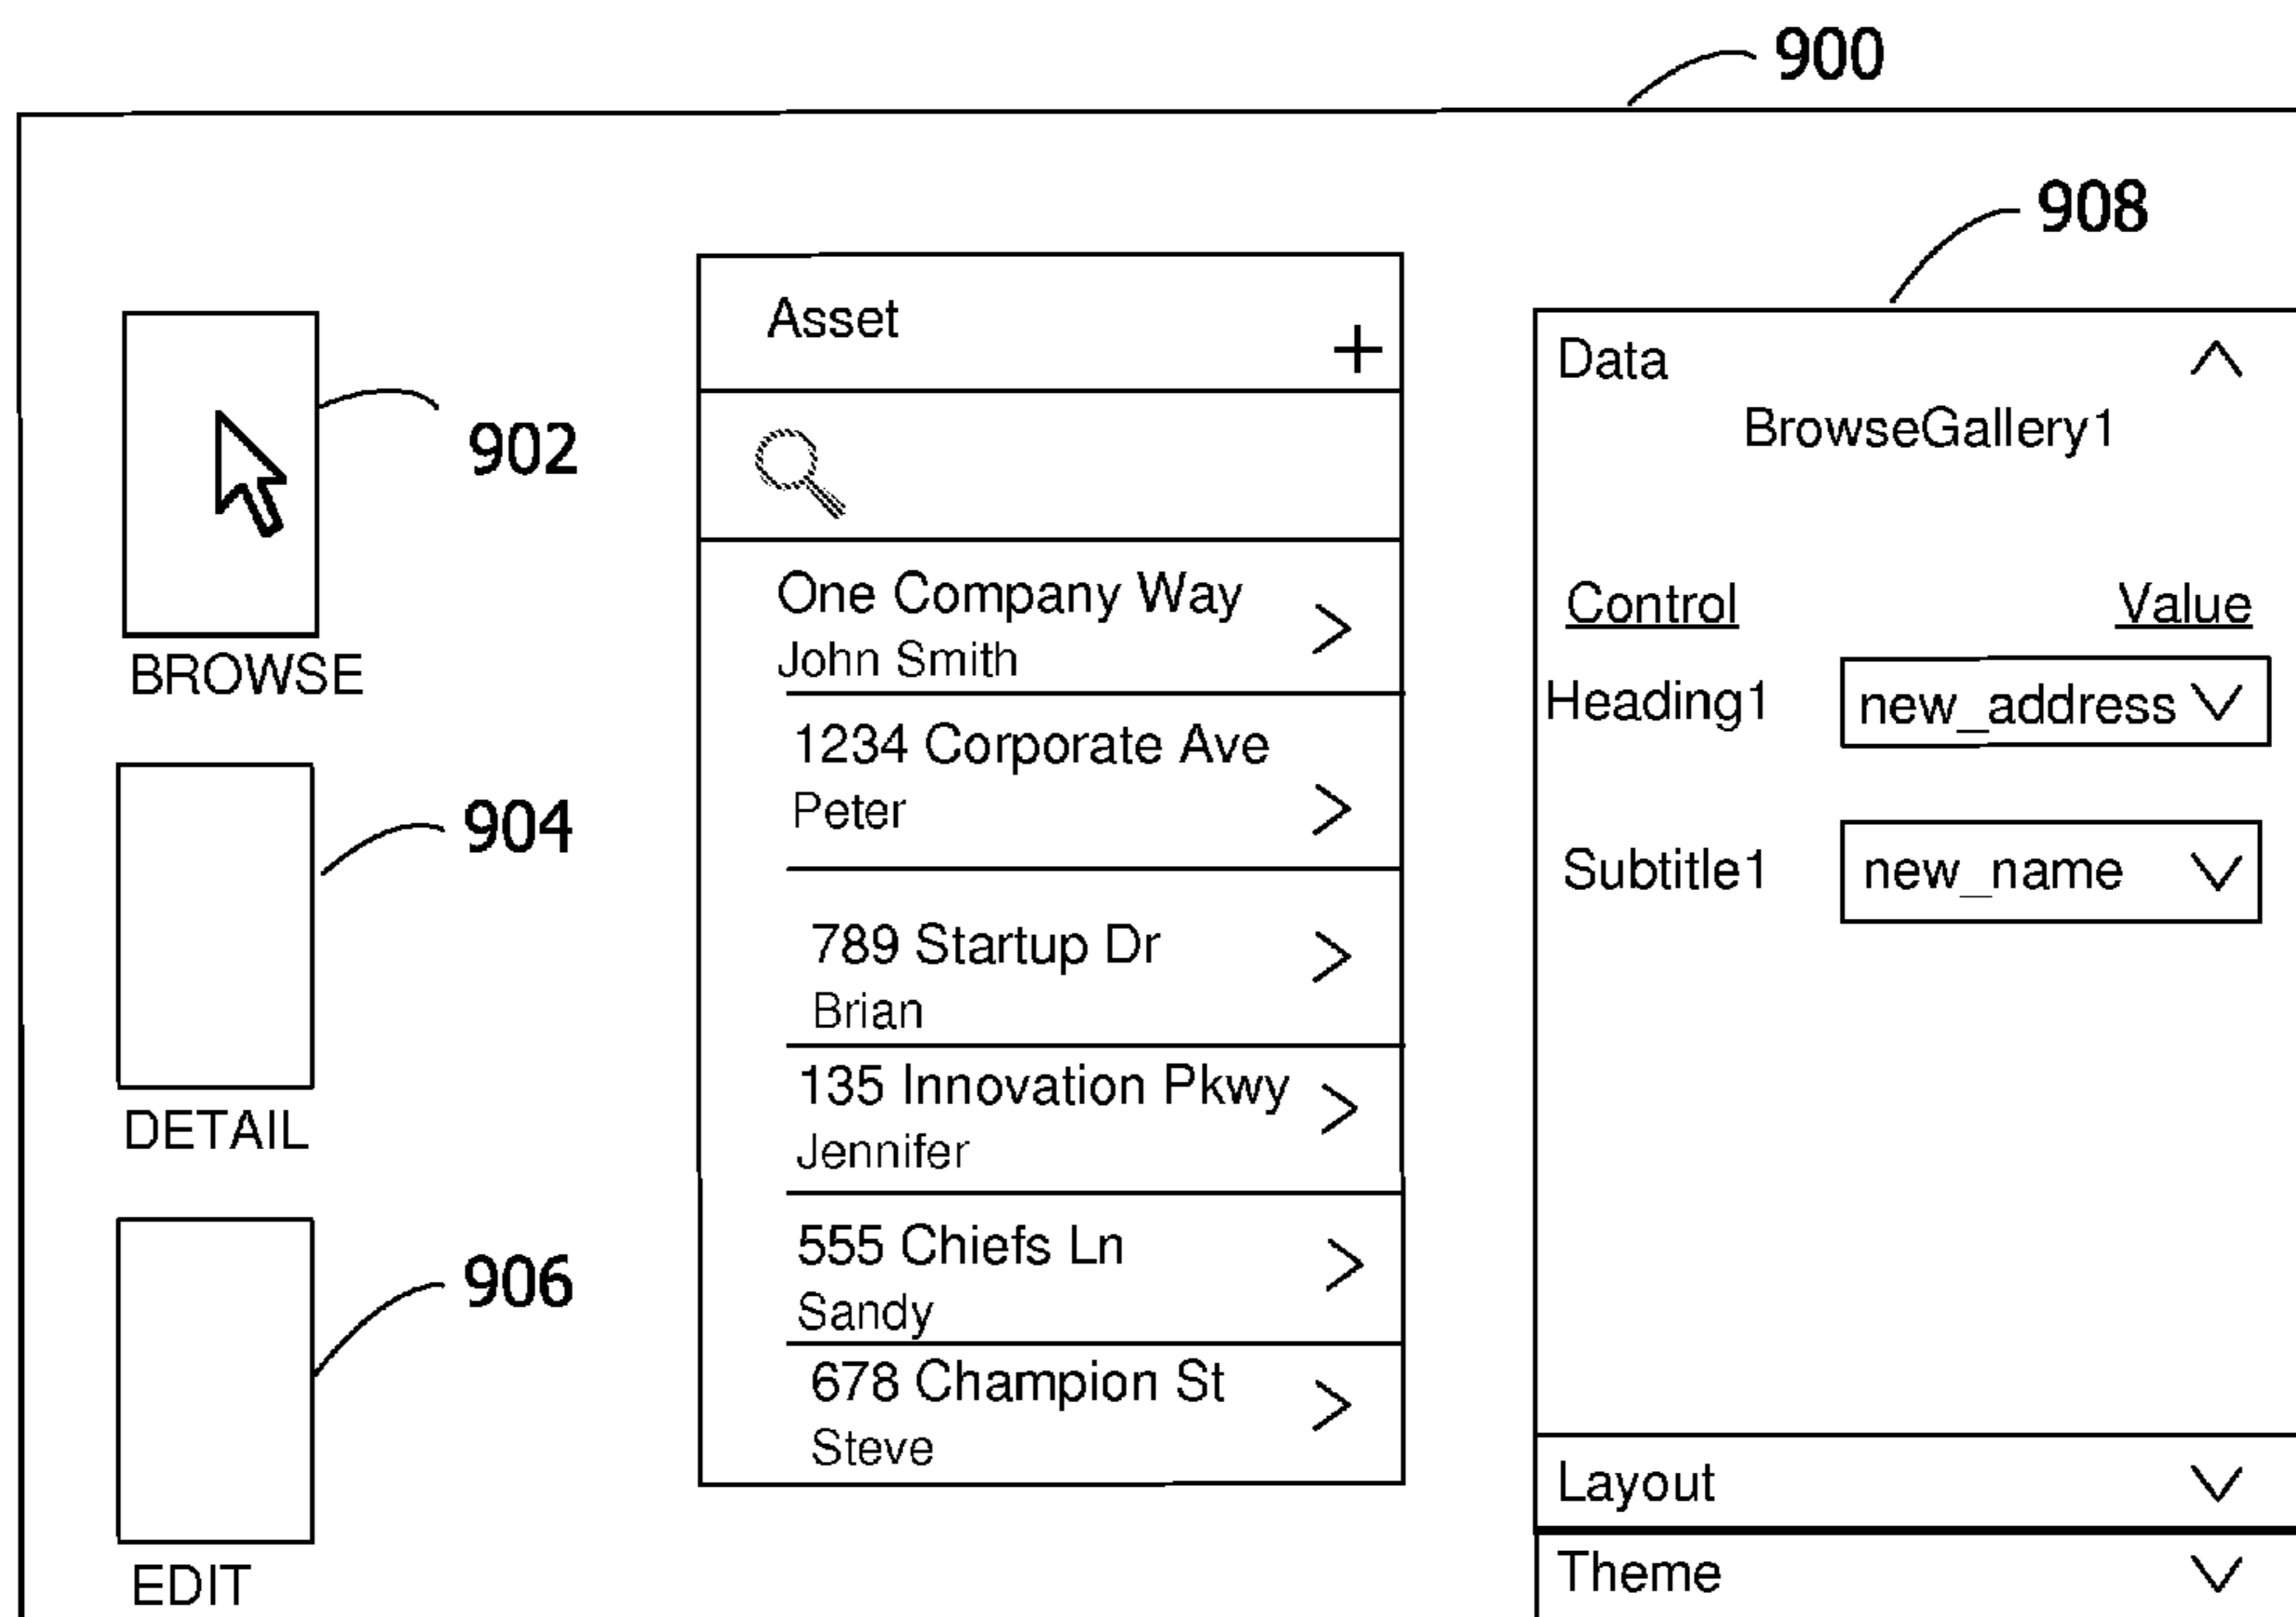 900
908
902
BROWSE
904
DETAIL
906
EDIT
Asset
+
One Company Way
John Smith
1234 Corporate Ave
Peter
789 Startup Dr
Brian
135 Innovation Pkwy
Jennifer
555 Chiefs Ln
Sandy
678 Champion St
Steve
Data
BrowseGallery1
Control Value
Heading1 new_address
Subtitle1 new_name
Layout
Theme